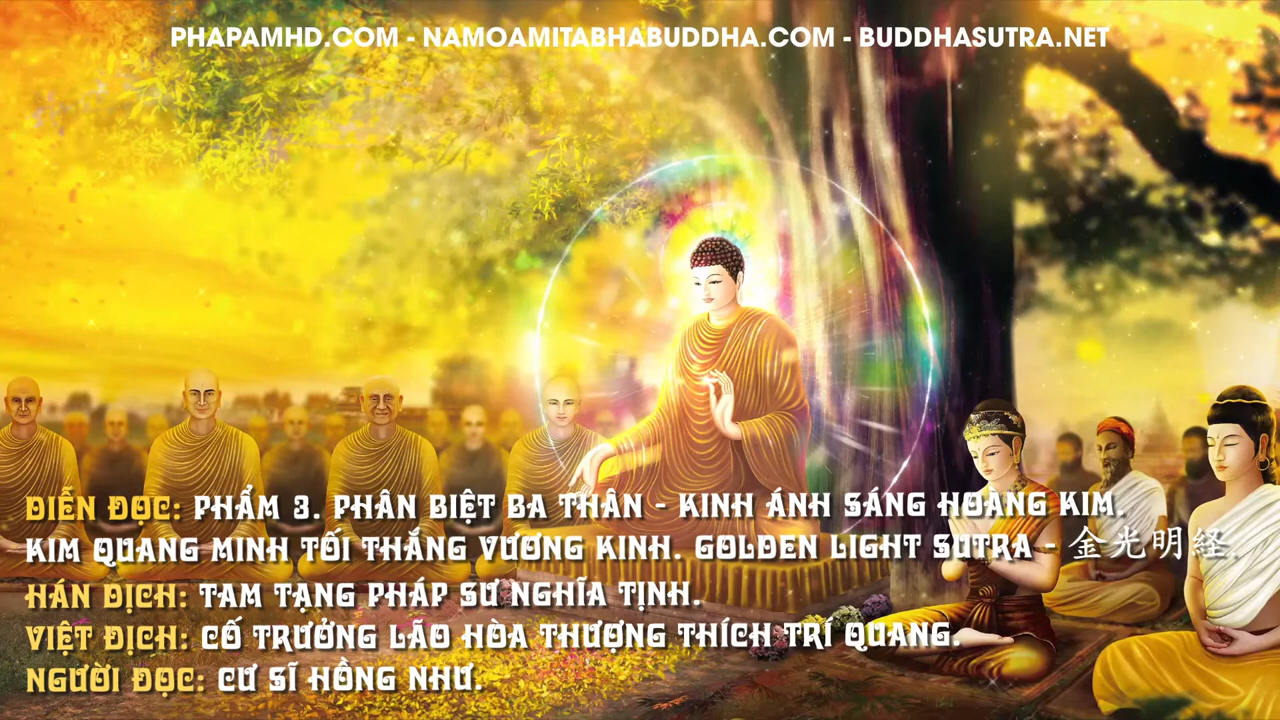 PHAPAMHD.COM - NAMOAMITABHABUDDHA.COM - BUDDHASUTRA.NET
DIỄN ĐỌC: PHẨM 3. PHÂN BIỆT BA THÂN - KINH ÁNH SÁNG HOÀNG KIM.
KIM QUANG MINH TỐI THẮNG VƯƠNG KINH. GOLDEN LIGHT SUTRA - 金光明経.
HÁN DỊCH: TAM TẠNG PHÁP SƯ NGHĨA TỊNH.
VIỆT DỊCH: CỐ TRƯỞNG LÃO HÒA THƯỢNG THÍCH TRÍ QUANG.
NGƯỜI ĐỌC: CƯ SĨ HỒNG NHƯ.